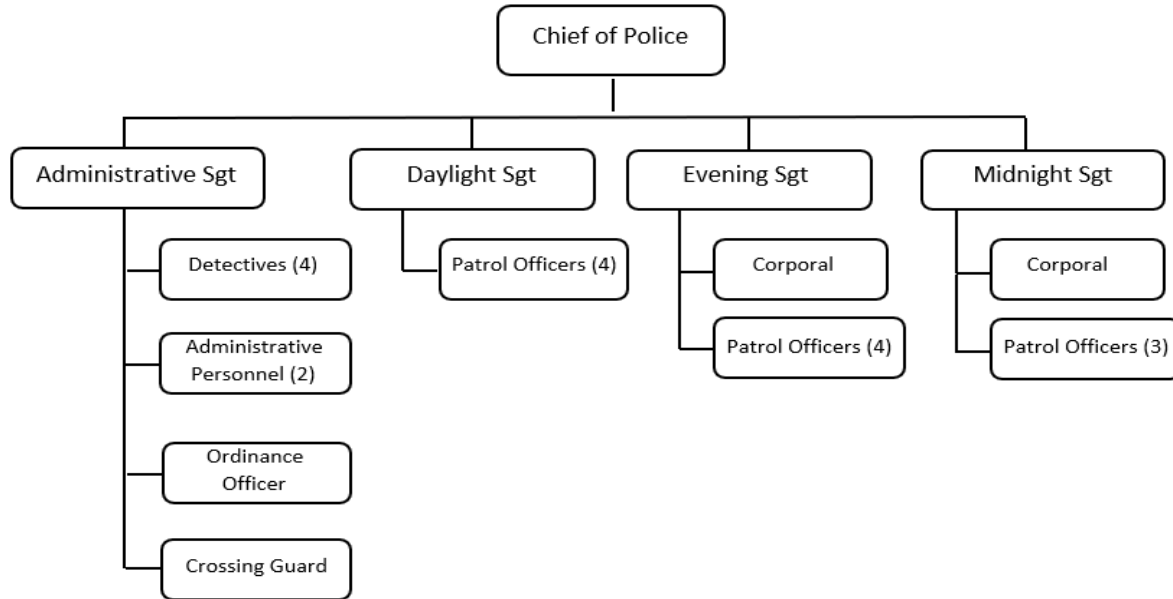 Chief of Police
Administrative Sgt
Daylight Sgt
Evening Sgt
Midnight Sgt
Detectives (4)
Patrol Officers (4)
Corporal
Corporal
Administrative
Personnel (2)
Patrol Officers (4)
Patrol Officers (3)
Ordinance
Officer
Crossing Guard